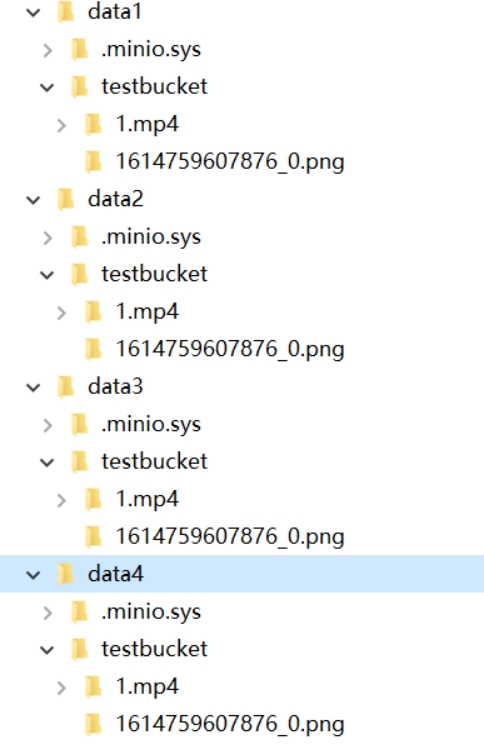 data1
.minio.sys
testbucket
1.mp4
1614759607876_0.png
data2
.minio.sys
testbucket
1.mp4
1614759607876_0.png
data3
.minio.sys
testbucket
1.mp4
1614759607876_0.png
data4
.minio.sys
testbucket
1.mp4
1614759607876_0.png